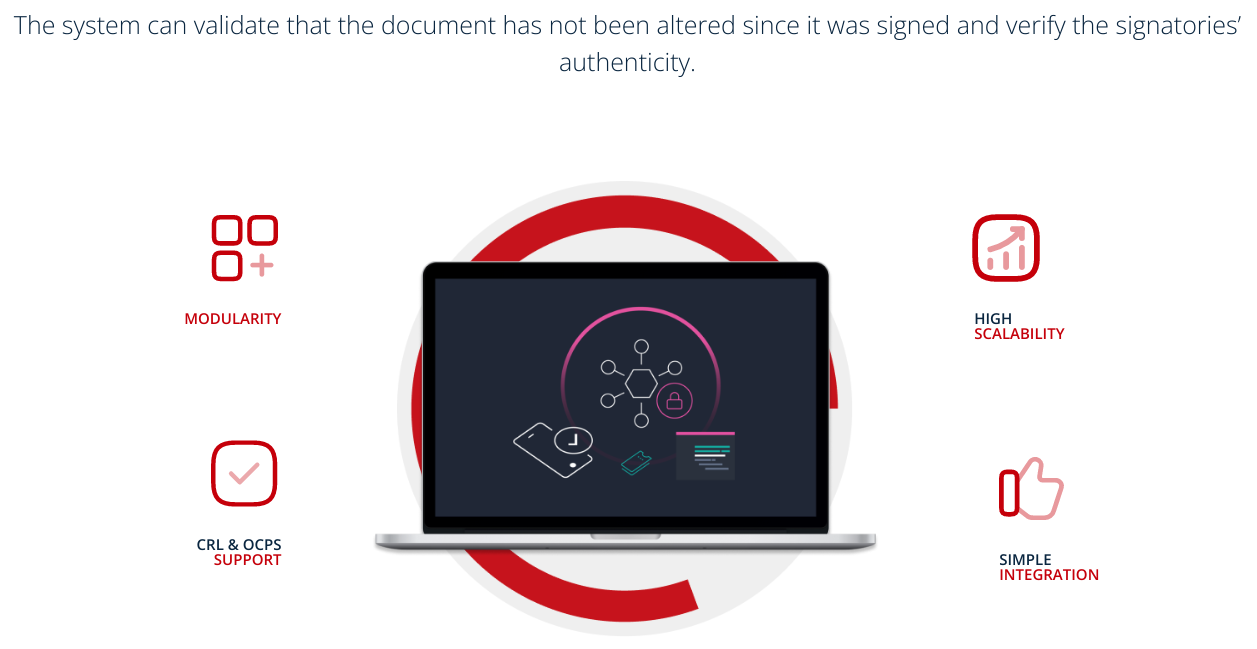 The system can validate that the document has not been altered since it was signed and verify the signatories’
authenticity.
MODULARITY
HIGH
SCALABILITY
CRL & OCPS
SUPPORT
SIMPLE
INTEGRATION